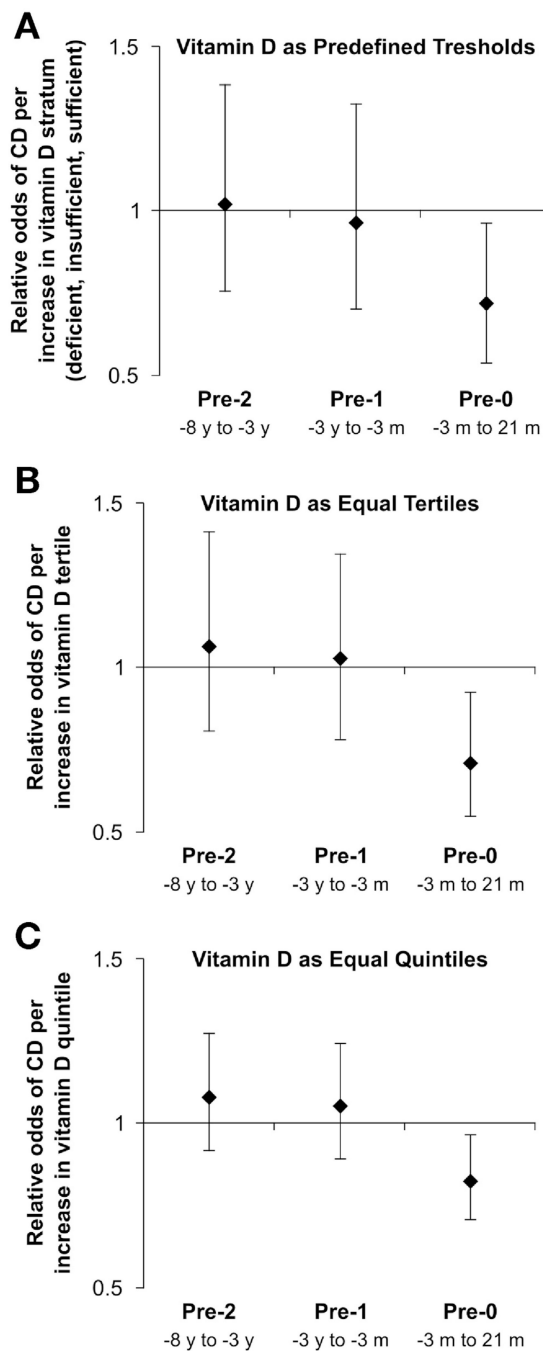 A
Vitamin D as Predefined Tresholds
Relative odds of CD per
increase in vitamin D stratum
(deficient, insufficient, sufficient)
1.5
1
0.5
Pre-2
Pre-1
Pre-0
-8 y to -3 y
-3 y to -3 m
-3 m to 21 m
B
Vitamin D as Equal Tertiles
Relative odds of CD per
increase in vitamin D tertile
1.5
1
0.5
Pre-2
Pre-1
Pre-0
-8 y to -3 y
-3 y to -3 m
-3 m to 21 m
C
Vitamin D as Equal Quintiles
Relative odds of CD per
increase in vitamin D quintile
1.5
1
0.5
Pre-2
Pre-1
Pre-0
-8 y to -3 y
-3 y to -3 m
-3 m to 21 m